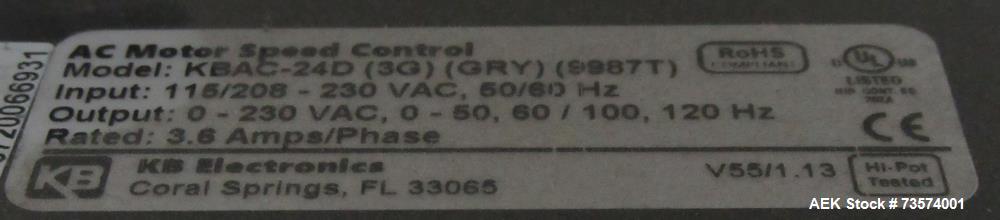 AC Motor Speed Control
Model: KBAC-24D (3G) (GRY) (9987T)
Input: 115/208 - 230 VAC, 50/60 Hz
Output: 0 - 230 VAC, 0 - 50, 60 / 100, 120 Hz
Rated: 3.6 Amps/Phase
KB
KB Electronics
Coral Springs, FL 33065
V55/1.13
Hi-Pot
Tested
RoHS
COMPLIANT
UL
LISTED
CE
AEK Stock # 73574001